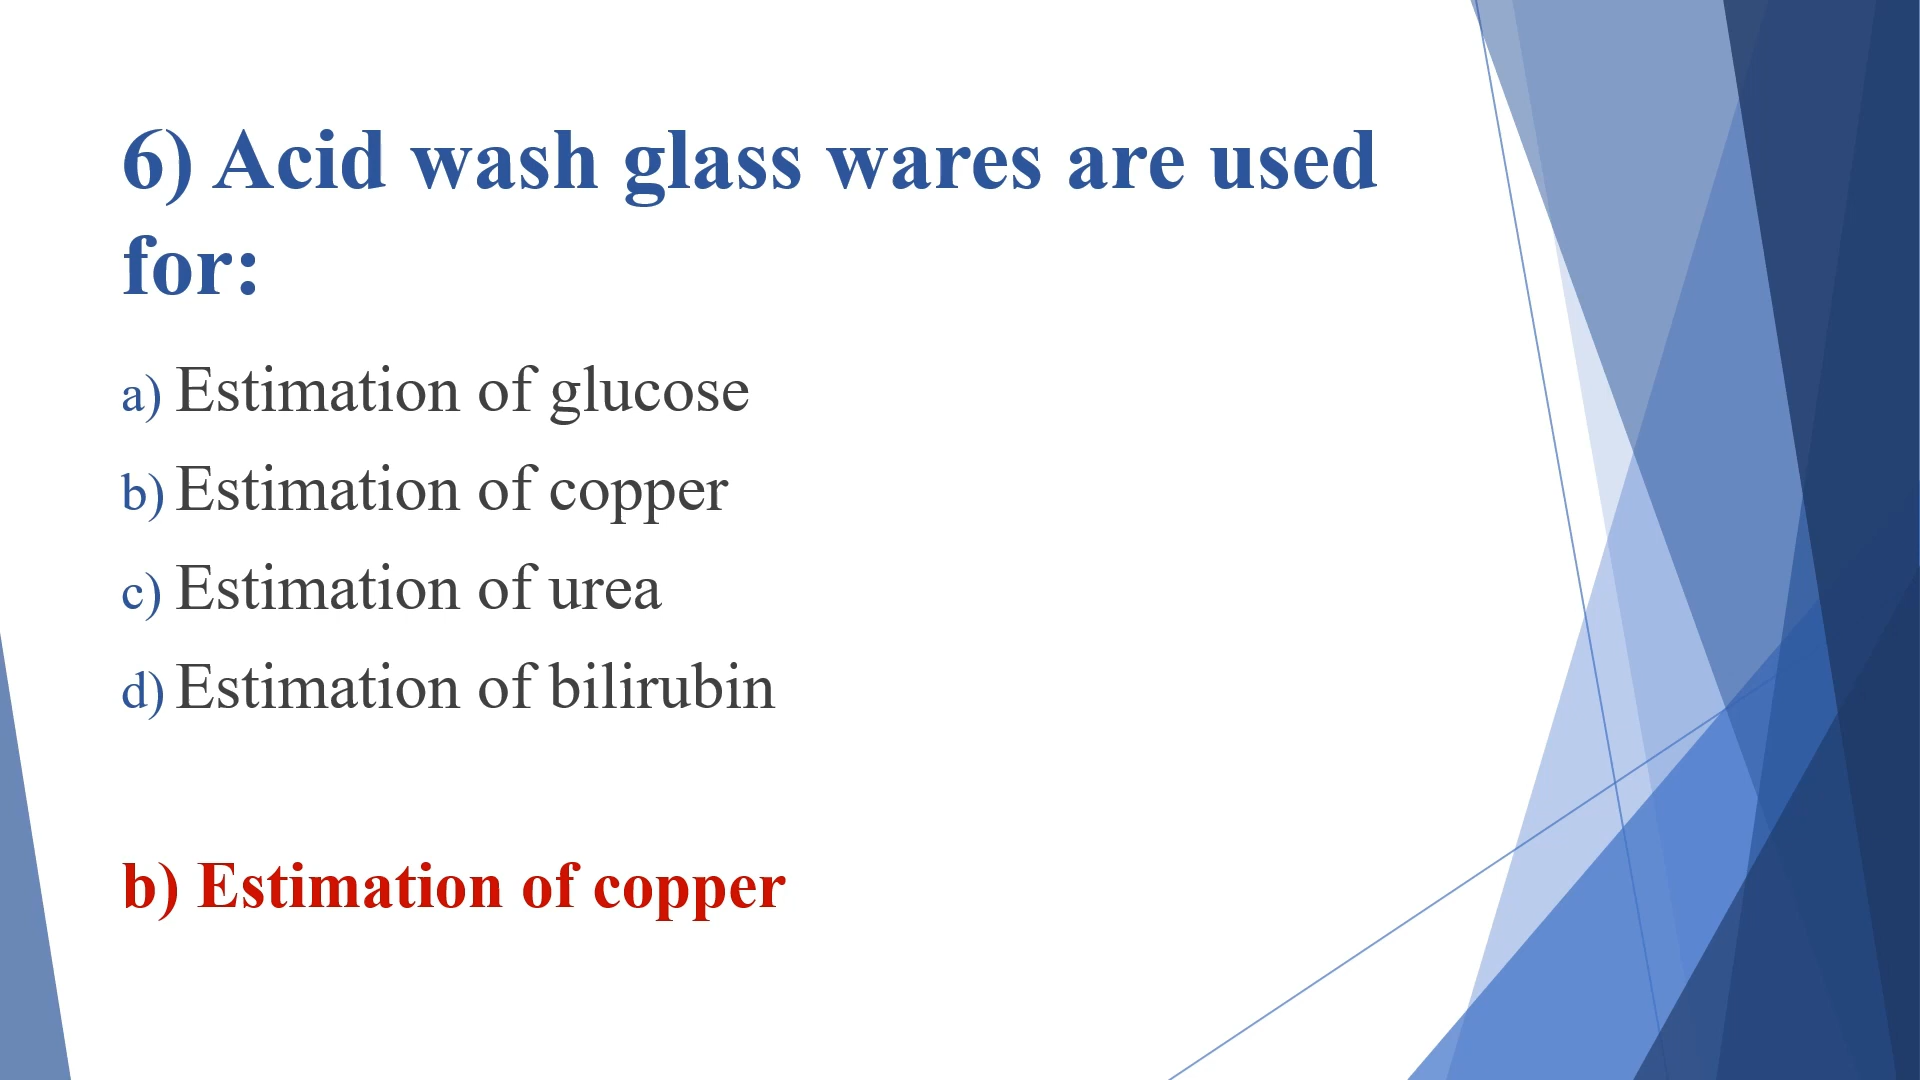 6) Acid wash glass wares are used
for:
a) Estimation of glucose
b) Estimation of copper
c) Estimation of urea
d) Estimation of bilirubin
b) Estimation of copper